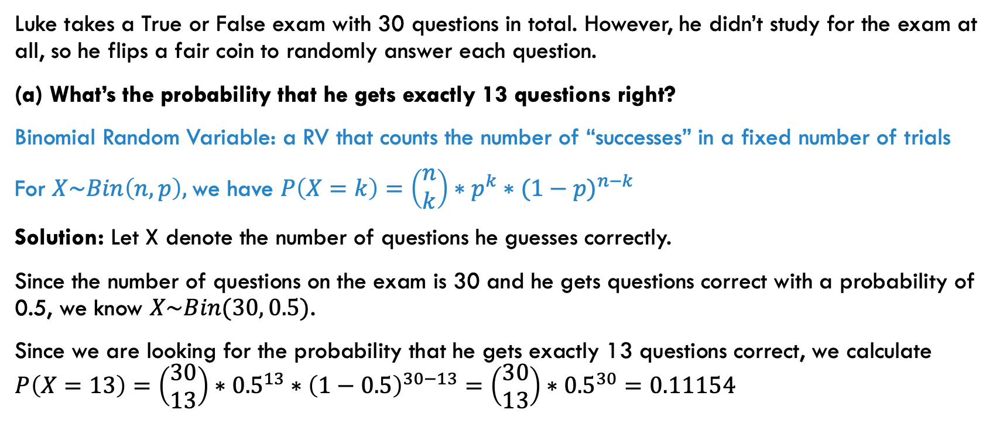 Luke takes a True or False exam with 30 questions in total. However, he didn’t study for the exam at
all, so he flips a fair coin to randomly answer each question.
(a) What’s the probability that he gets exactly 13 questions right?
Binomial Random Variable: a RV that counts the number of “successes” in a fixed number of trials
For X~Bin(n, p), we have P(X = k) = (n k) * p^k * (1 − p)^{n−k}
Solution: Let X denote the number of questions he guesses correctly.
Since the number of questions on the exam is 30 and he gets questions correct with a probability of
0.5, we know X~Bin(30, 0.5).
Since we are looking for the probability that he gets exactly 13 questions correct, we calculate
P(X = 13) = (30 13) * 0.5^{13} * (1 − 0.5)^{30−13} = (30 13) * 0.5^{30} = 0.11154